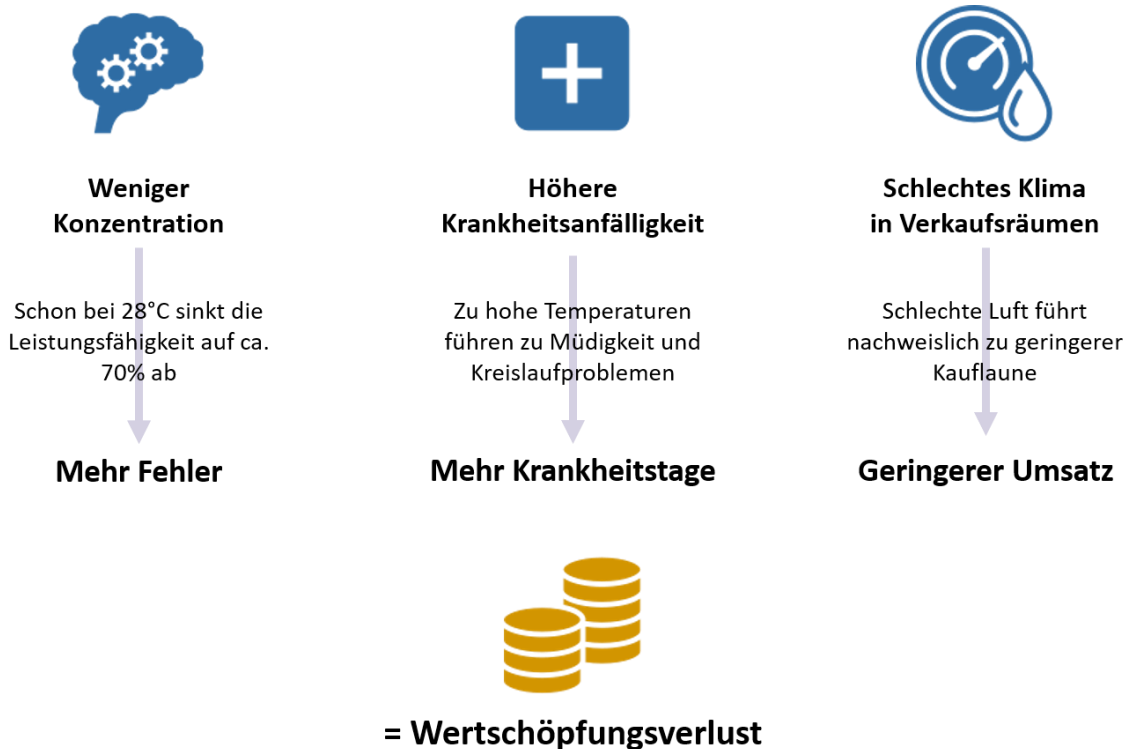 Weniger
Konzentration
Schon bei 28°C sinkt die
Leistungsfähigkeit auf ca.
70% ab
Mehr Fehler
Höhere
Krankheitsanfälligkeit
Zu hohe Temperaturen
führen zu Müdigkeit und
Kreislaufproblemen
Mehr Krankheitstage
Schlechtes Klima
in Verkaufsräumen
Schlechte Luft führt
nachweislich zu geringerer
Kauflaune
Geringerer Umsatz
= Wertschöpfungsverlust